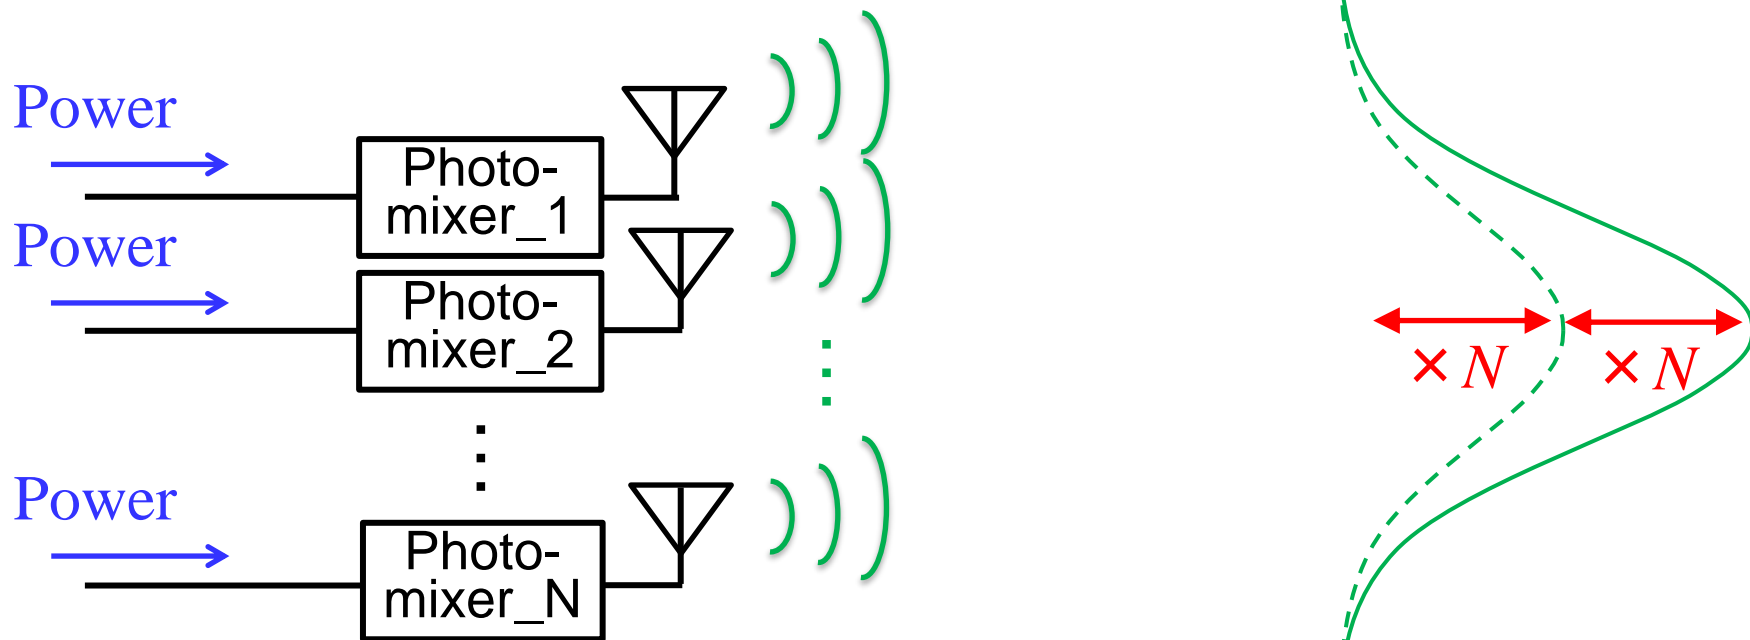 Power
Photo-
mixer_1
Power
Photo-
mixer_2
× N × N
Power
Photo-
mixer_N